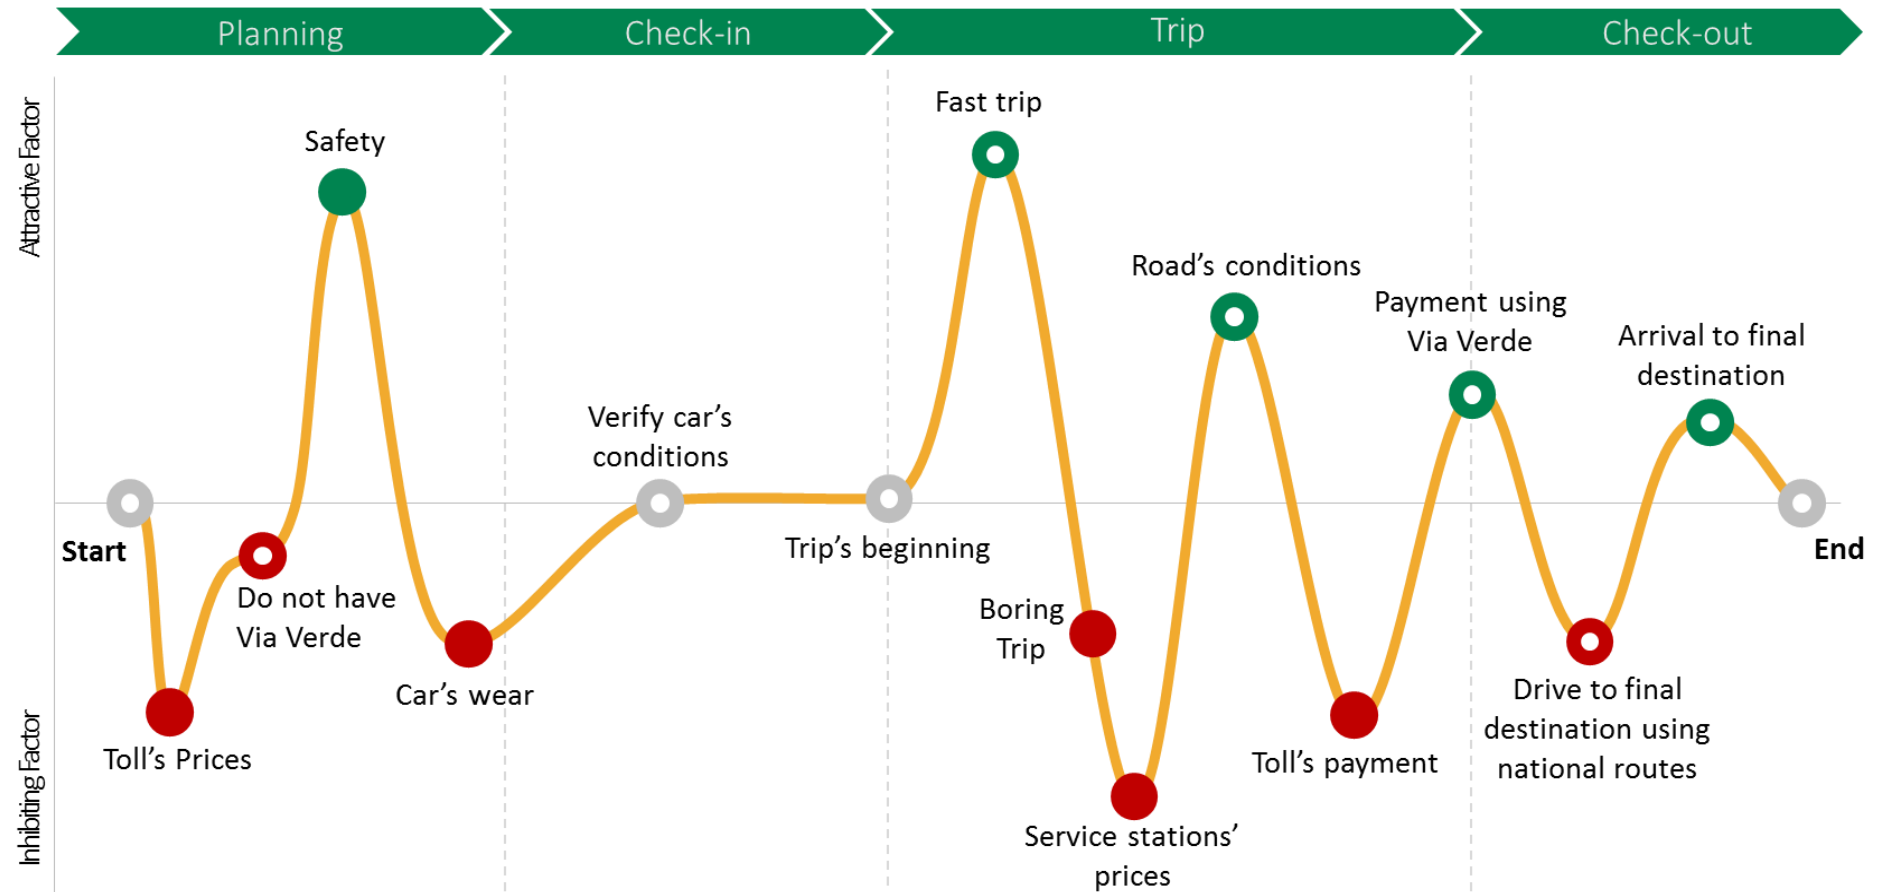 Planning
Check-in
Trip
Check-out
Attractive Factor
Inhibiting Factor
Start
Toll's Prices
Do not have
Via Verde
Safety
Car's wear
Verify car's
conditions
Trip's beginning
Fast trip
Boring
Trip
Service stations'
prices
Road's conditions
Toll's payment
Payment using
Via Verde
Drive to final
destination using
national routes
Arrival to final
destination
End